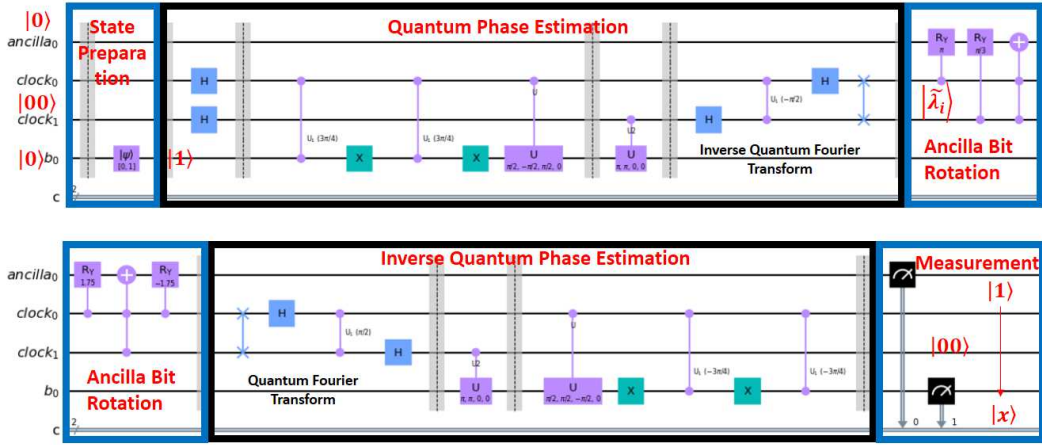 |0⟩
State
Prepara
tion
Quantum Phase Estimation
ancilla₀
R_Y
π
R_Y
π/3
clock₀
H
U
H
|λ̃ᵢ⟩
|00⟩
clock₁
H
U₁ (3π/4)
U₁ (3π/4)
U2
H
U₁ (−π/2)
|0⟩
b₀
|ψ⟩
[0, 1]
|1⟩
X
X
U
π/2, −π/2, π/2, 0
U
π, π, 0, 0
Inverse Quantum Fourier
Transform
Ancilla Bit
Rotation
c
2
Inverse Quantum Phase Estimation
Measurement
ancilla₀
R_Y
1.75
R_Y
−1.75
|1⟩
clock₀
H
U₁ (π/2)
U
clock₁
H
U2
U₁ (−3π/4)
U₁ (−3π/4)
|00⟩
Ancilla Bit
Rotation
Quantum Fourier
Transform
b₀
U
π, π, 0, 0
U
π/2, π/2, −π/2, 0
X
X
|x⟩
c
2
0
1